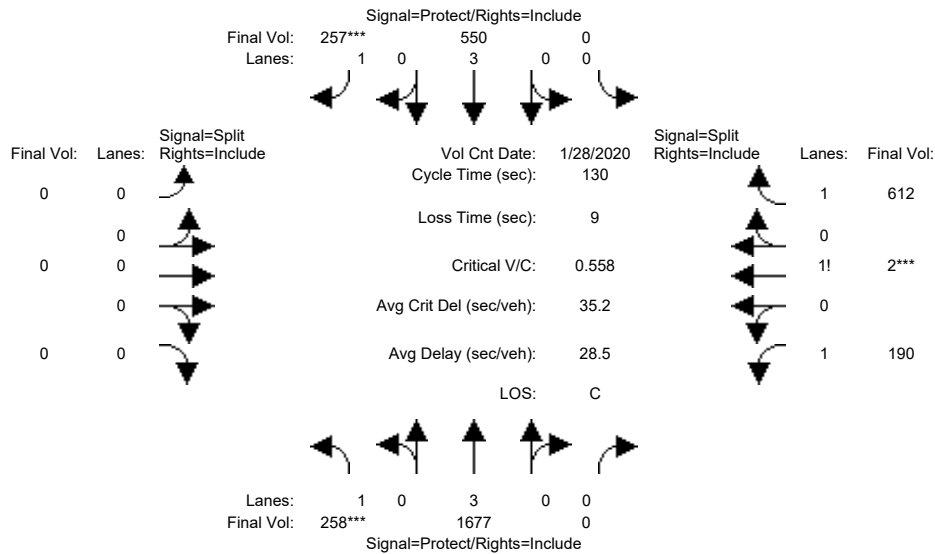 Signal=Protect/Rights=Include
Final Vol: 257*** 550 0
Lanes: 1 0 3 0 0
Signal=Split
Final Vol: Lanes: Rights=Include
Vol Cnt Date: 1/28/2020
Signal=Split
Rights=Include Lanes: Final Vol:
Cycle Time (sec): 130
0 0 1 612
Loss Time (sec): 9
0 0
0 0 Critical V/C: 0.558 1! 2***
0 Avg Crit Del (sec/veh): 35.2 0
0 0 Avg Delay (sec/veh): 28.5 1 190
LOS: C
Lanes: 1 0 3 0 0
Final Vol: 258*** 1677 0
Signal=Protect/Rights=Include